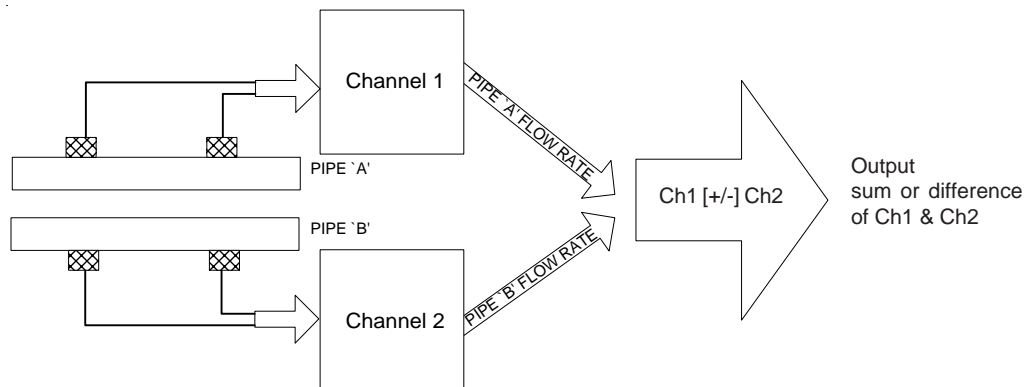 Channel 1
PIPE `A'
PIPE `A' FLOW RATE
Ch1 [+/-] Ch2
Output
sum or difference
of Ch1 & Ch2
PIPE `B'
PIPE `B' FLOW RATE
Channel 2